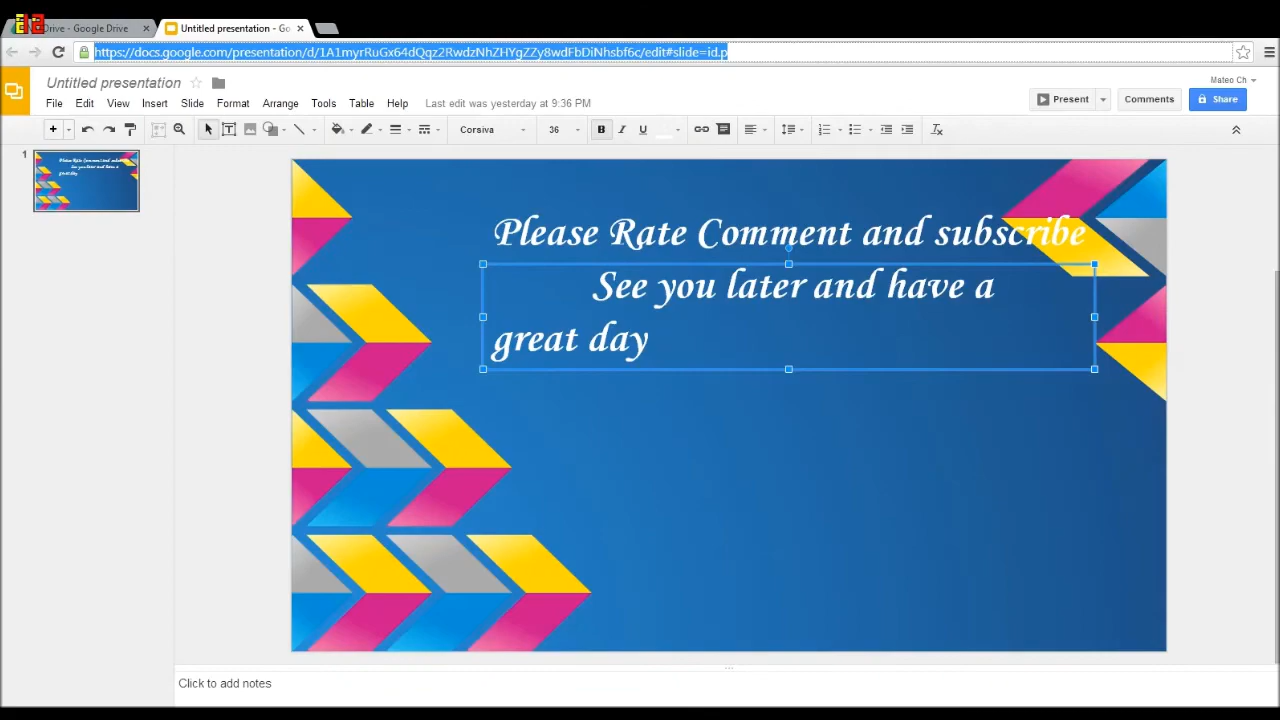 Drive - Google Drive
Untitled presentation - Go
https://docs.google.com/presentation/d/1A1myrRuGx64dQqz2RwdzNhZHYgZZy8wdFbDiNhsbf6c/edit#slide=id.p
Untitled presentation
Mateo Ch
File Edit View Insert Slide Format Arrange Tools Table Help Last edit was yesterday at 9:36 PM
Present Comments Share
Corsiva 36 B I U
1
Please Rate Comment and subscribe
See you later and have a
great day
Click to add notes